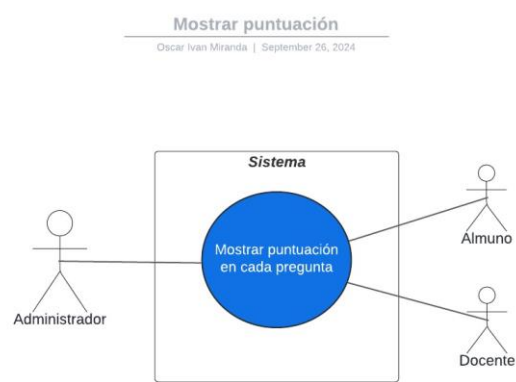 Mostrar puntuación
Oscar Ivan Miranda | September 26, 2024
Sistema
Mostrar puntuación
en cada pregunta
Almuno
Administrador
Docente